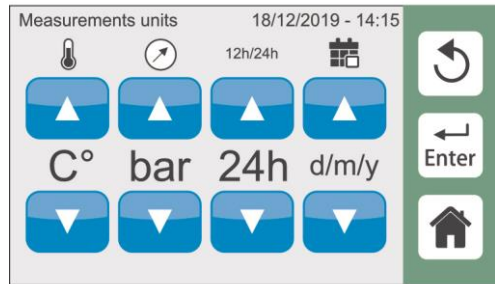 Measurements units 18/12/2019 - 14:15
12h/24h
C° bar 24h d/m/y
Enter